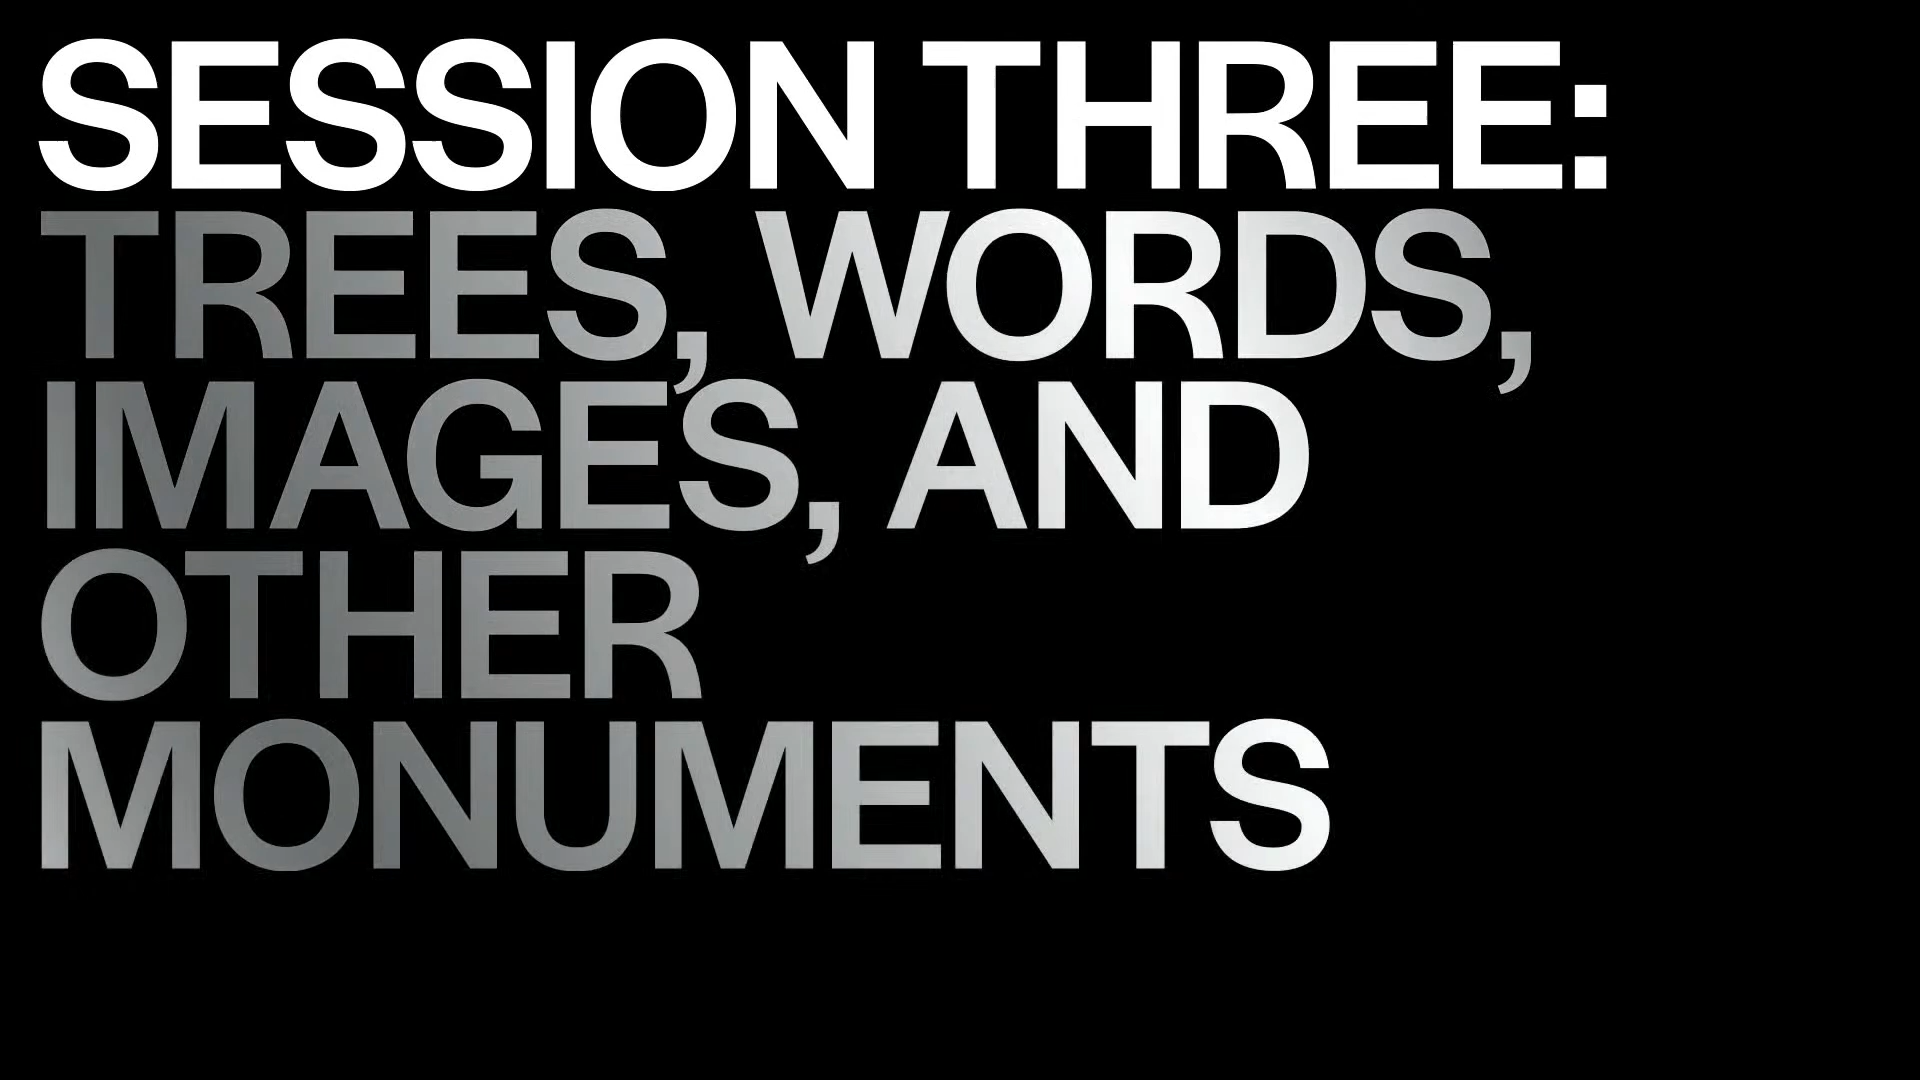 SESSION THREE:
TREES, WORDS,
IMAGES, AND
OTHER
MONUMENTS